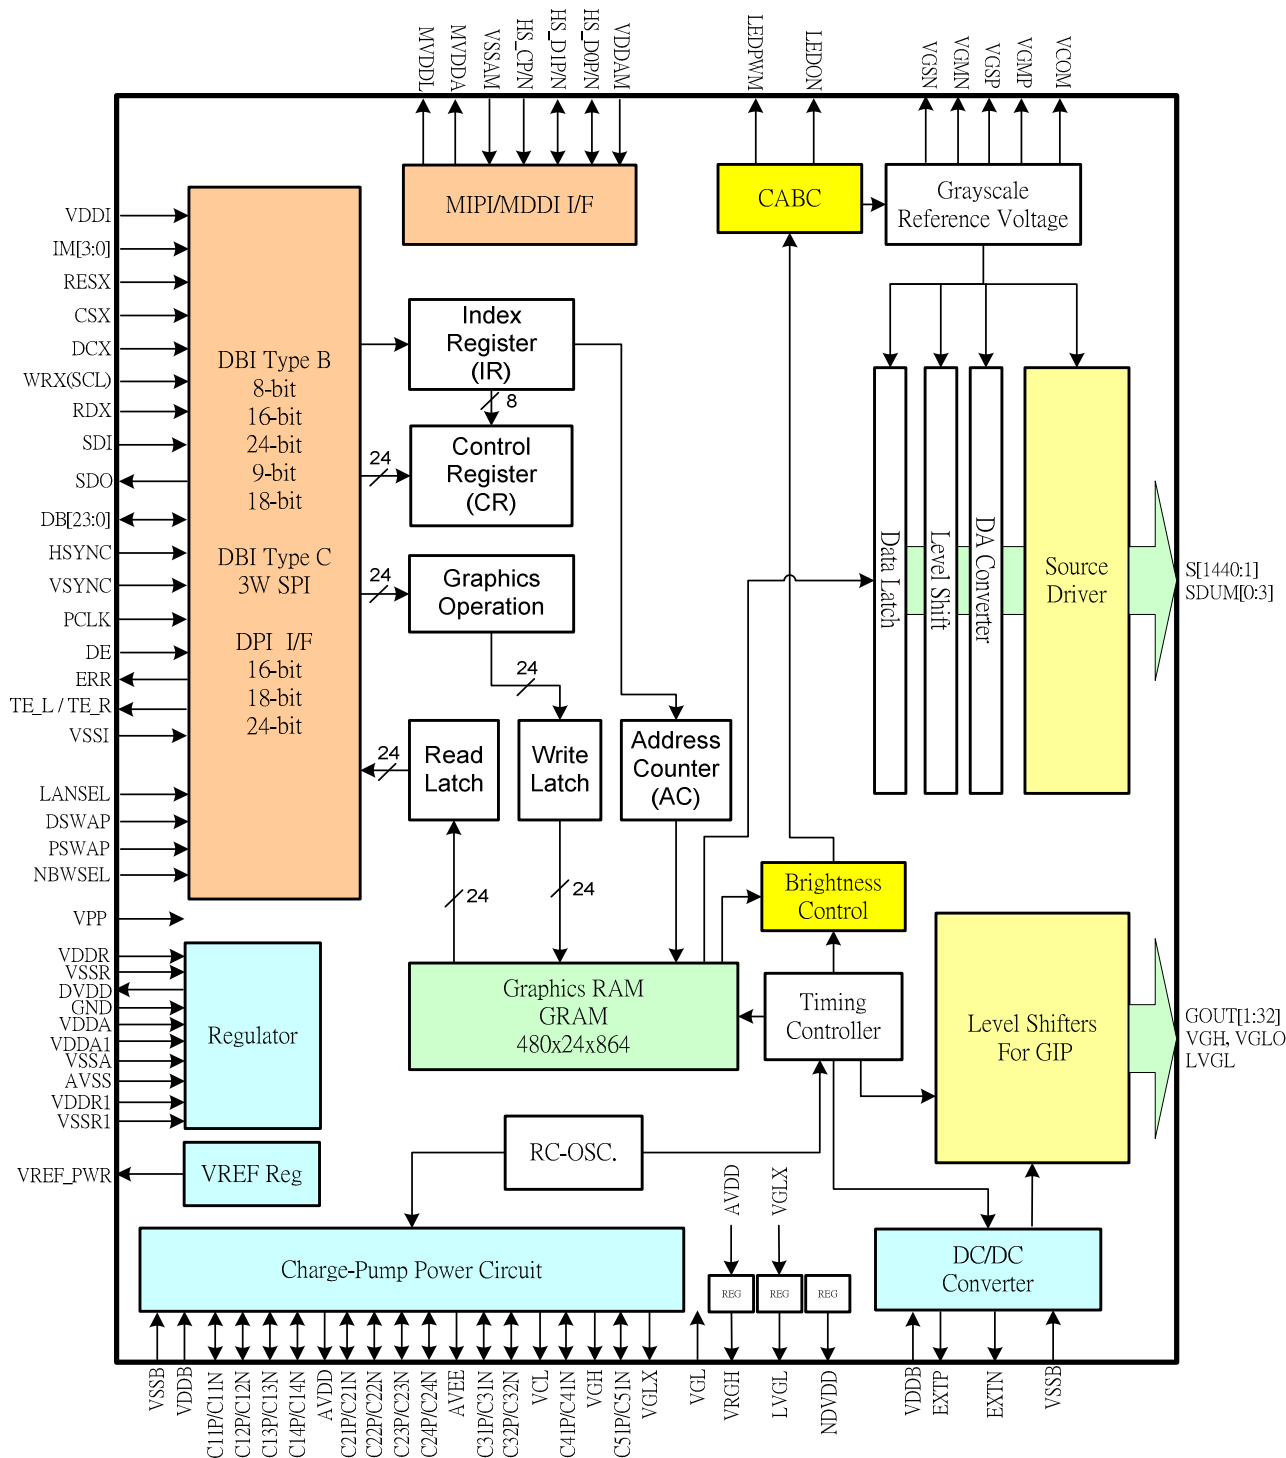 MVDDL
MVDDA
VSSAM
HS_CP/N
HS_D1P/N
HS_D0P/N
VDDAM
LEDPWM
LEDON
VGSN
VGMN
VGSP
VGMP
VCOM
MIPI/MDDI I/F
CABC
Grayscale
Reference Voltage
VDDI
IM[3:0]
RESX
CSX
DCX
WRX(SCL)
RDX
SDI
SDO
DB[23:0]
HSYNC
VSYNC
PCLK
DE
ERR
TE_L / TE_R
VSSI
LANSEL
DSWAP
PSWAP
NBWSEL
VPP
DBI Type B
8-bit
16-bit
24-bit
9-bit
18-bit
DBI Type C
3W SPI
DPI I/F
16-bit
18-bit
24-bit
Index
Register
(IR)
8
24
Control
Register
(CR)
24
Graphics
Operation
24
24
Read
Latch
Write
Latch
Address
Counter
(AC)
24
24
Data Latch
Level Shift
DA Converter
Source
Driver
S[1440:1]
SDUM[0:3]
Brightness
Control
Graphics RAM
GRAM
480x24x864
Timing
Controller
Level Shifters
For GIP
GOUT[1:32]
VGH, VGLO
LVGL
VDDR
VSSR
DVDD
GND
VDDA
VDDA1
VSSA
AVSS
VDDR1
VSSR1
Regulator
VREF_PWR
VREF Reg
RC-OSC.
AVDD
VGLX
Charge-Pump Power Circuit
REG
REG
REG
DC/DC
Converter
VSSB
VDDB
C11P/C11N
C12P/C12N
C13P/C13N
C14P/C14N
AVDD
C21P/C21N
C22P/C22N
C23P/C23N
C24P/C24N
AVEE
C31P/C31N
C32P/C32N
VCL
C41P/C41N
VGH
C51P/C51N
VGLX
VGL
VRGH
LVGL
NDVDD
VDDB
EXTP
EXTN
VSSB